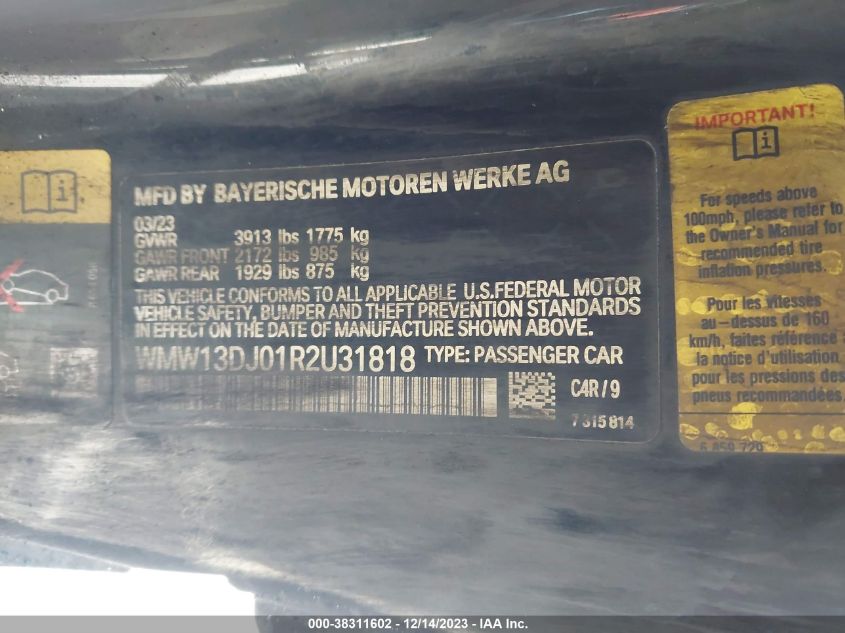 MFD BY BAYERISCHE MOTOREN WERKE AG
03/23
GVWR 3913 lbs 1775 kg
GAWR FRONT 2172 lbs 985 kg
GAWR REAR 1929 lbs 875 kg
THIS VEHICLE CONFORMS TO ALL APPLICABLE U.S.FEDERAL MOTOR
VEHICLE SAFETY, BUMPER AND THEFT PREVENTION STANDARDS
IN EFFECT ON THE DATE OF MANUFACTURE SHOWN ABOVE.
WMW13DJ01R2U31818 TYPE: PASSENGER CAR
C4R/9
7 315 814
IMPORTANT!
For speeds above
100mph, please refer to
the Owner's Manual for
recommended tire
inflation pressures.
Pour les vitesses
au-dessus de 160
km/h, faites référence à
la notice d'utilisation
pour les pressions des
pneus recommandées.
6 859 720
000-38311602 - 12/14/2023 - IAA Inc.